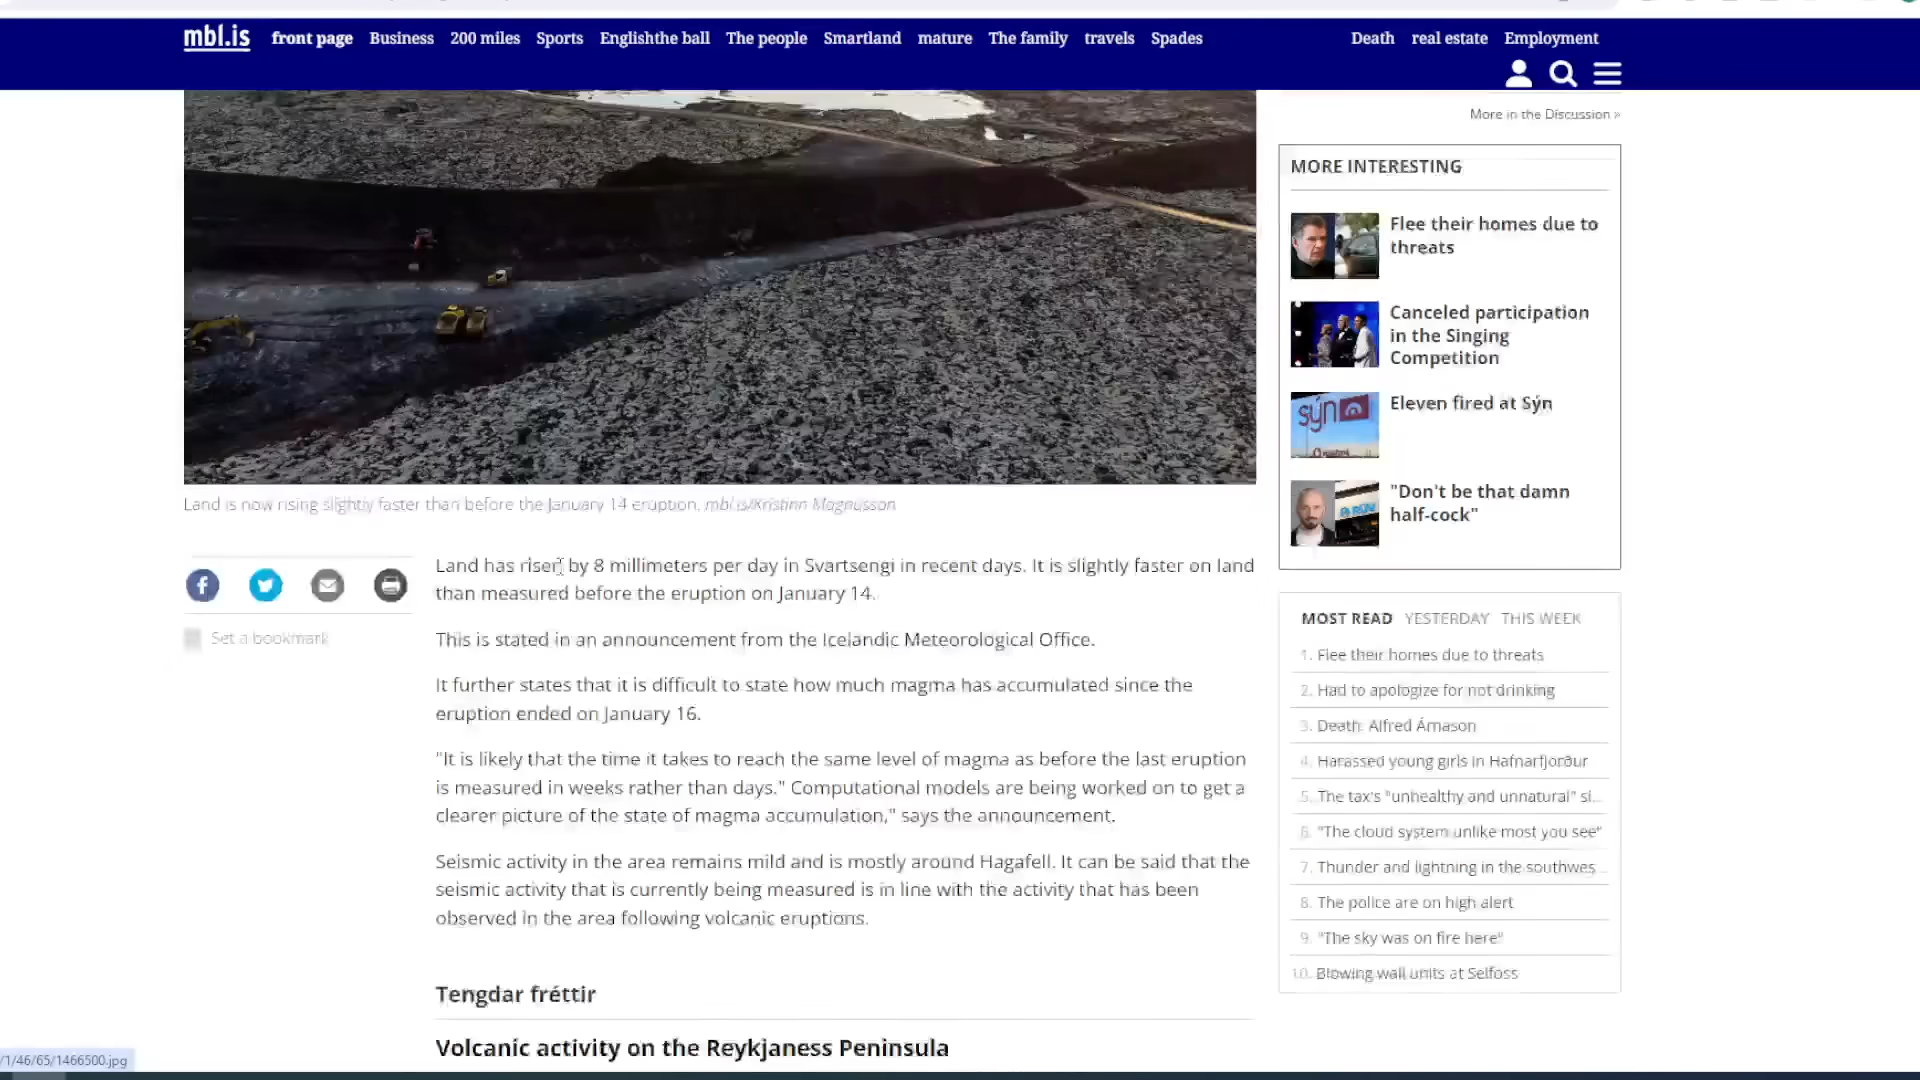 mbl.is front page Business 200 miles Sports Englishthe ball The people Smartland mature The family travels Spades Death real estate Employment
More in the Discussion »
MORE INTERESTING
Flee their homes due to
threats
Canceled participation
in the Singing
Competition
sýn
Eleven fired at Sýn
RÚV
"Don't be that damn
half-cock"
Land is now rising slightly faster than before the January 14 eruption. mbl.is/Kristinn Magnusson
Set a bookmark
Land has risen by 8 millimeters per day in Svartsengi in recent days. It is slightly faster on land
than measured before the eruption on January 14.
This is stated in an announcement from the Icelandic Meteorological Office.
It further states that it is difficult to state how much magma has accumulated since the
eruption ended on January 16.
"It is likely that the time it takes to reach the same level of magma as before the last eruption
is measured in weeks rather than days." Computational models are being worked on to get a
clearer picture of the state of magma accumulation," says the announcement.
Seismic activity in the area remains mild and is mostly around Hagafell. It can be said that the
seismic activity that is currently being measured is in line with the activity that has been
observed in the area following volcanic eruptions.
Tengdar fréttir
Volcanic activity on the Reykjaness Peninsula
MOST READ YESTERDAY THIS WEEK
1. Flee their homes due to threats
2. Had to apologize for not drinking
3. Death: Alfred Árnason
4. Harassed young girls in Hafnarfjörður
5. The tax's "unhealthy and unnatural" si...
6. "The cloud system unlike most you see"
7. Thunder and lightning in the southwes...
8. The police are on high alert
9. "The sky was on fire here"
10. Blowing wall units at Selfoss
/1/46/65/1466500.jpg